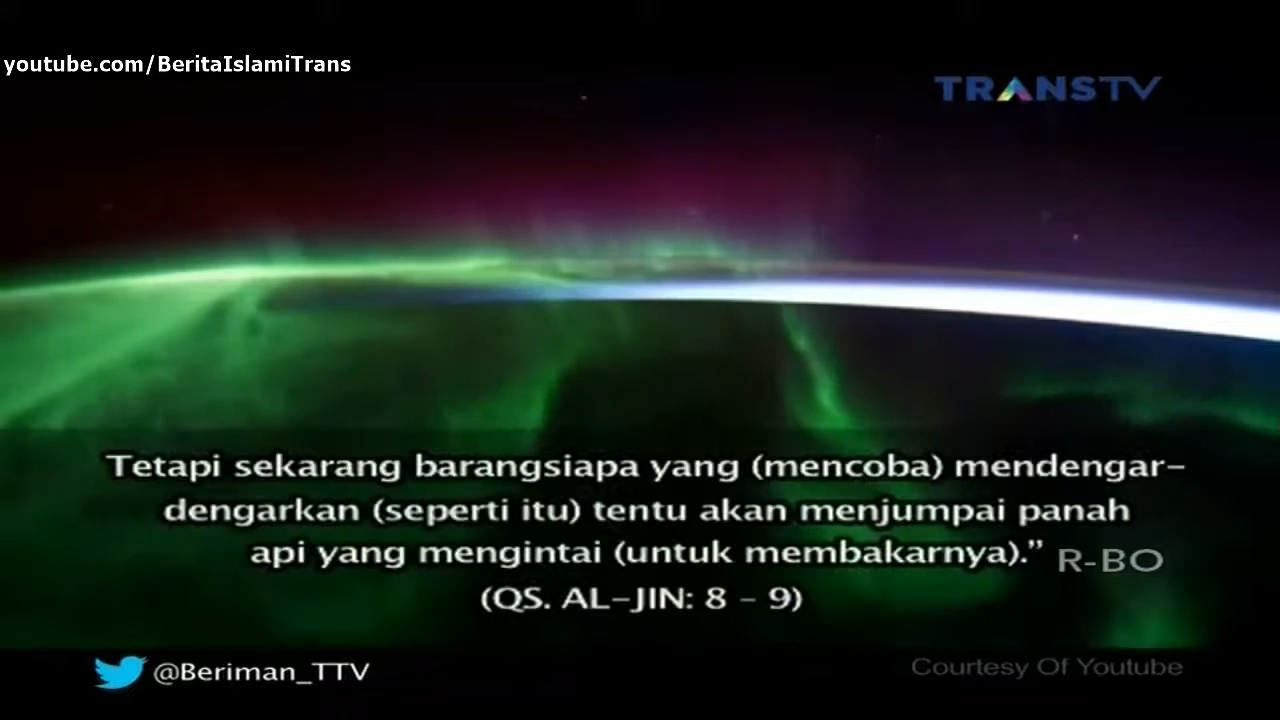 youtube.com/BeritaIslamiTrans
TRANSTV
Tetapi sekarang barangsiapa yang (mencoba) mendengar-
dengarkan (seperti itu) tentu akan menjumpai panah
api yang mengintai (untuk membakarnya).”
R-BO
(QS. AL-JIN: 8 - 9)
@Beriman_TTV
Courtesy Of Youtube